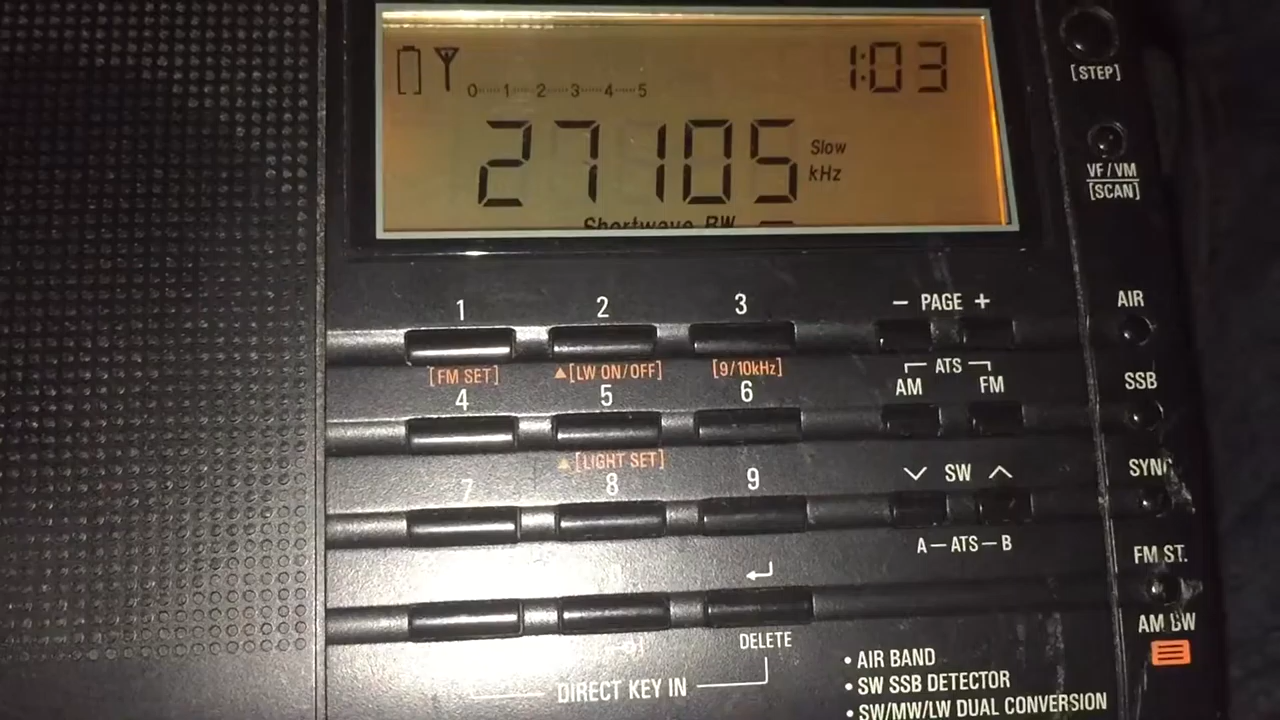 1:03
0 1 2 3 4 5
27105 Slow kHz
Shortwave BW
[STEP]
VF/VM
[SCAN]
1 2 3 - PAGE + AIR
[FM SET] [LW ON/OFF] [9/10kHz] ATS
4 5 6 AM FM SSB
[LIGHT SET]
7 8 9 SW SYNC
A-ATS-B
FM ST.
DELETE AM BW
DIRECT KEY IN
• AIR BAND
• SW SSB DETECTOR
• SW/MW/LW DUAL CONVERSION